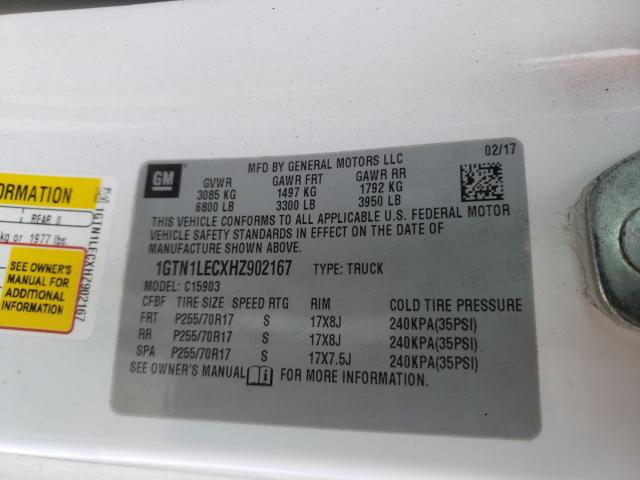 GM
MFD BY GENERAL MOTORS LLC
02/17
GVWR GAWR FRT GAWR RR
3085 KG 1497 KG 1792 KG
6800 LB 3300 LB 3950 LB
THIS VEHICLE CONFORMS TO ALL APPLICABLE U.S. FEDERAL MOTOR
VEHICLE SAFETY STANDARDS IN EFFECT ON THE DATE OF
MANUFACTURE SHOWN ABOVE.
1GTN1LECXHZ902167 TYPE: TRUCK
MODEL: C15903
CFBF TIRE SIZE SPEED RTG RIM COLD TIRE PRESSURE
FRT P255/70R17 S 17X8J 240KPA(35PSI)
RR P255/70R17 S 17X8J 240KPA(35PSI)
SPA P255/70R17 S 17X7.5J 240KPA(35PSI)
SEE OWNER'S MANUAL FOR MORE INFORMATION.
ORMATION
REAR 0
kg or 1977 lbs.
SEE OWNER'S
MANUAL FOR
ADDITIONAL
INFORMATION
1GTN1LECXHZ902167